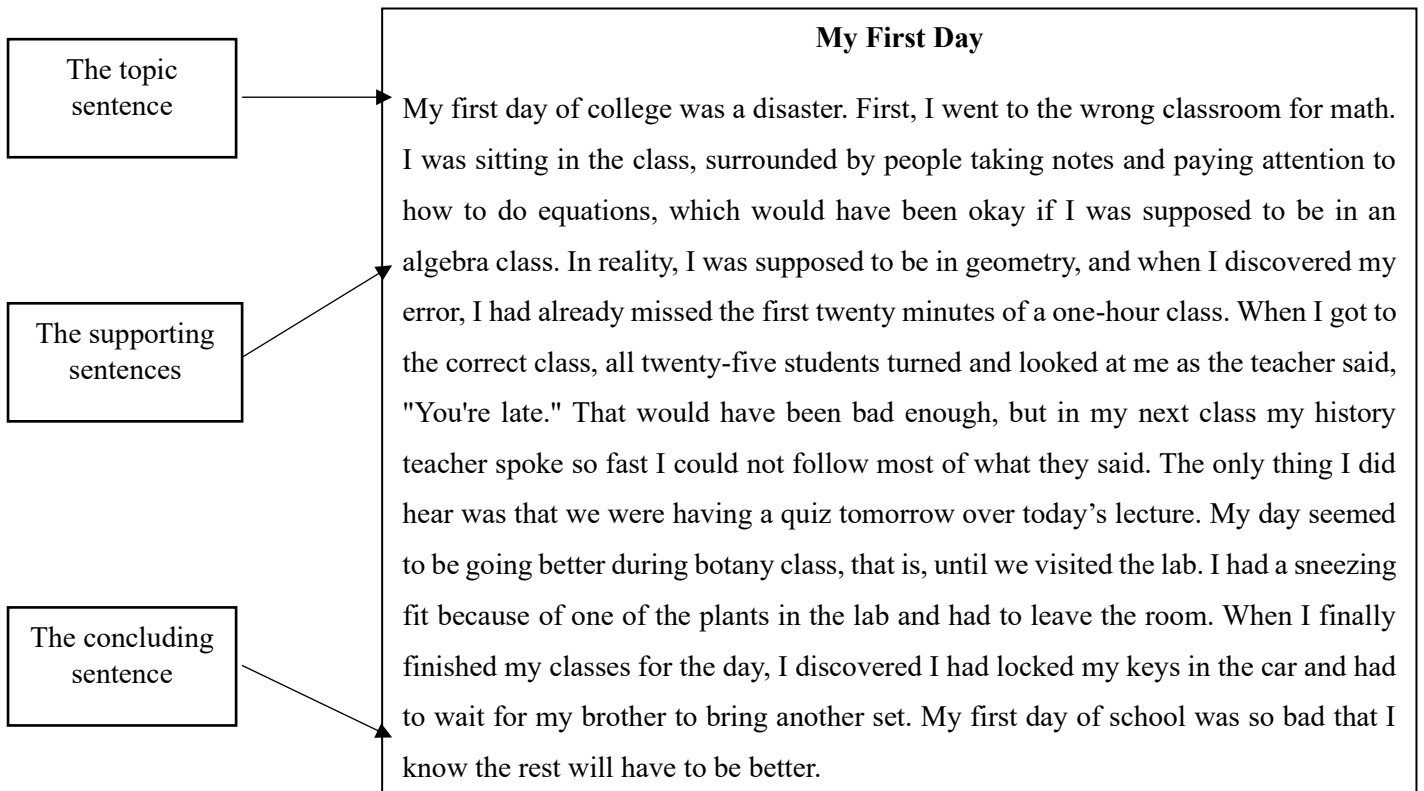 My First Day
The topic
sentence
My first day of college was a disaster. First, I went to the wrong classroom for math.
I was sitting in the class, surrounded by people taking notes and paying attention to
how to do equations, which would have been okay if I was supposed to be in an
algebra class. In reality, I was supposed to be in geometry, and when I discovered my
error, I had already missed the first twenty minutes of a one-hour class. When I got to
The supporting
sentences
the correct class, all twenty-five students turned and looked at me as the teacher said,
"You're late." That would have been bad enough, but in my next class my history
teacher spoke so fast I could not follow most of what they said. The only thing I did
hear was that we were having a quiz tomorrow over today’s lecture. My day seemed
to be going better during botany class, that is, until we visited the lab. I had a sneezing
fit because of one of the plants in the lab and had to leave the room. When I finally
The concluding
sentence
finished my classes for the day, I discovered I had locked my keys in the car and had
to wait for my brother to bring another set. My first day of school was so bad that I
know the rest will have to be better.